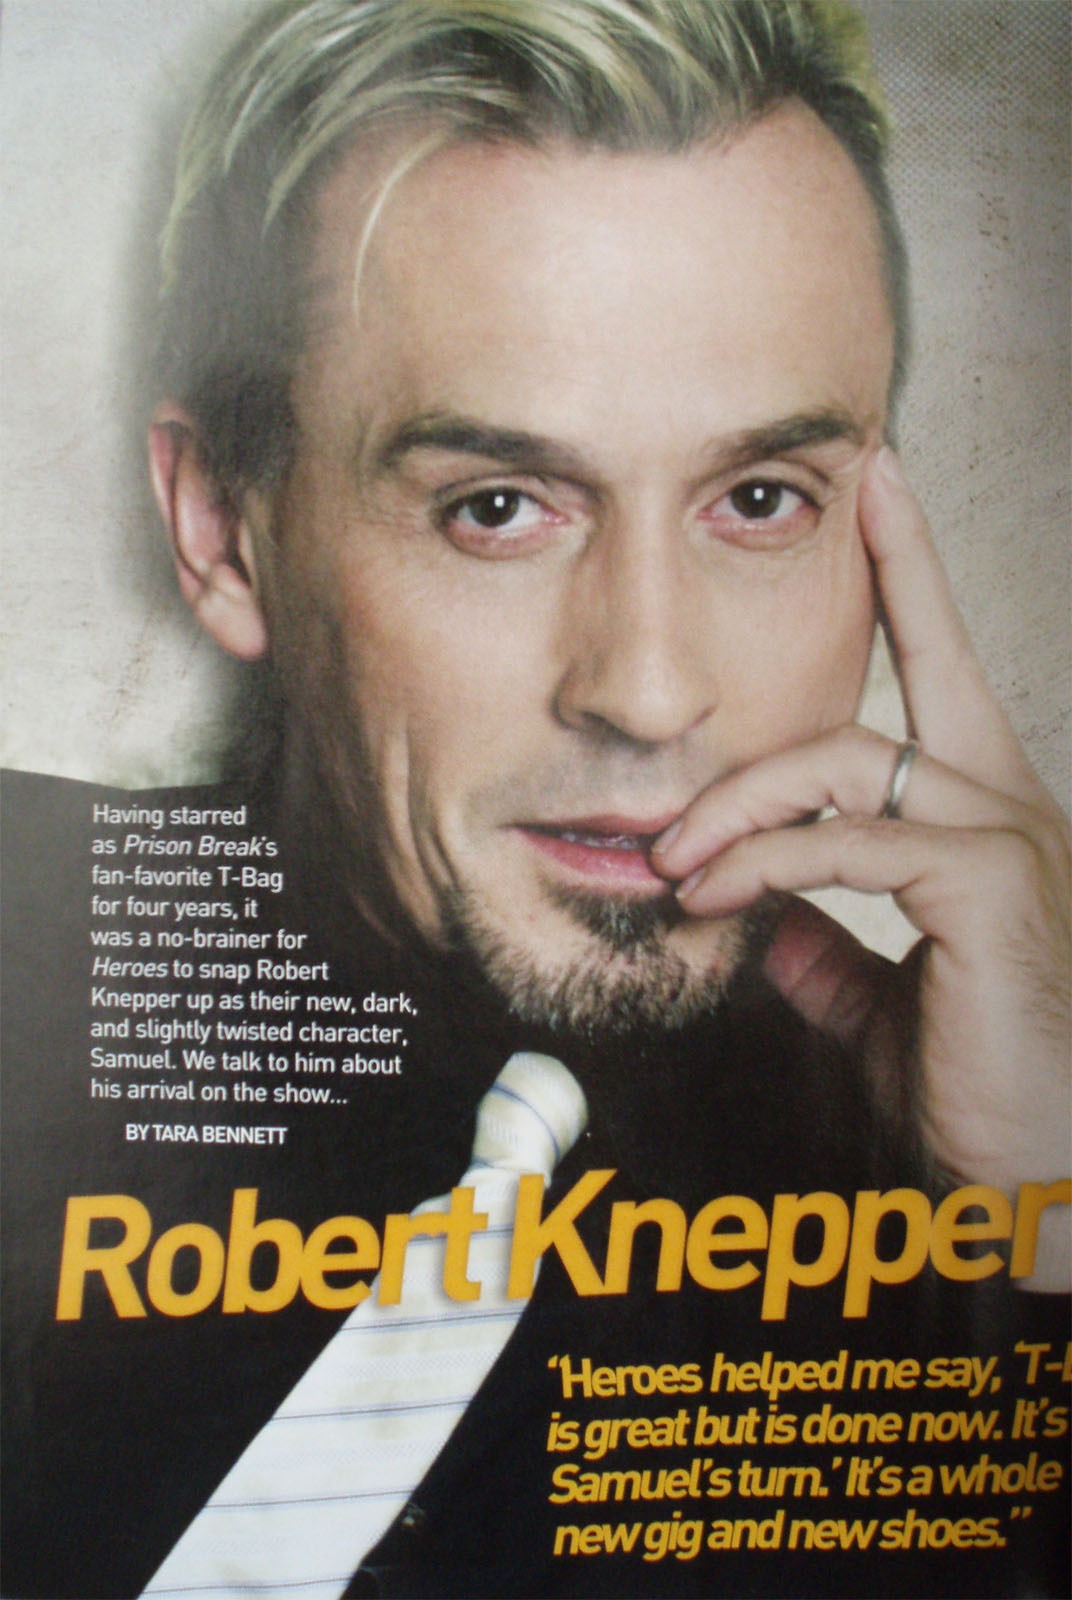 Having starred
as Prison Break's
fan-favorite T-Bag
for four years, it
was a no-brainer for
Heroes to snap Robert
Knepper up as their new, dark,
and slightly twisted character,
Samuel. We talk to him about
his arrival on the show...
BY TARA BENNETT
Robert Knepper
“Heroes helped me say, ‘T-
is great but is done now. It’s
Samuel’s turn.’ It’s a whole
new gig and new shoes.”